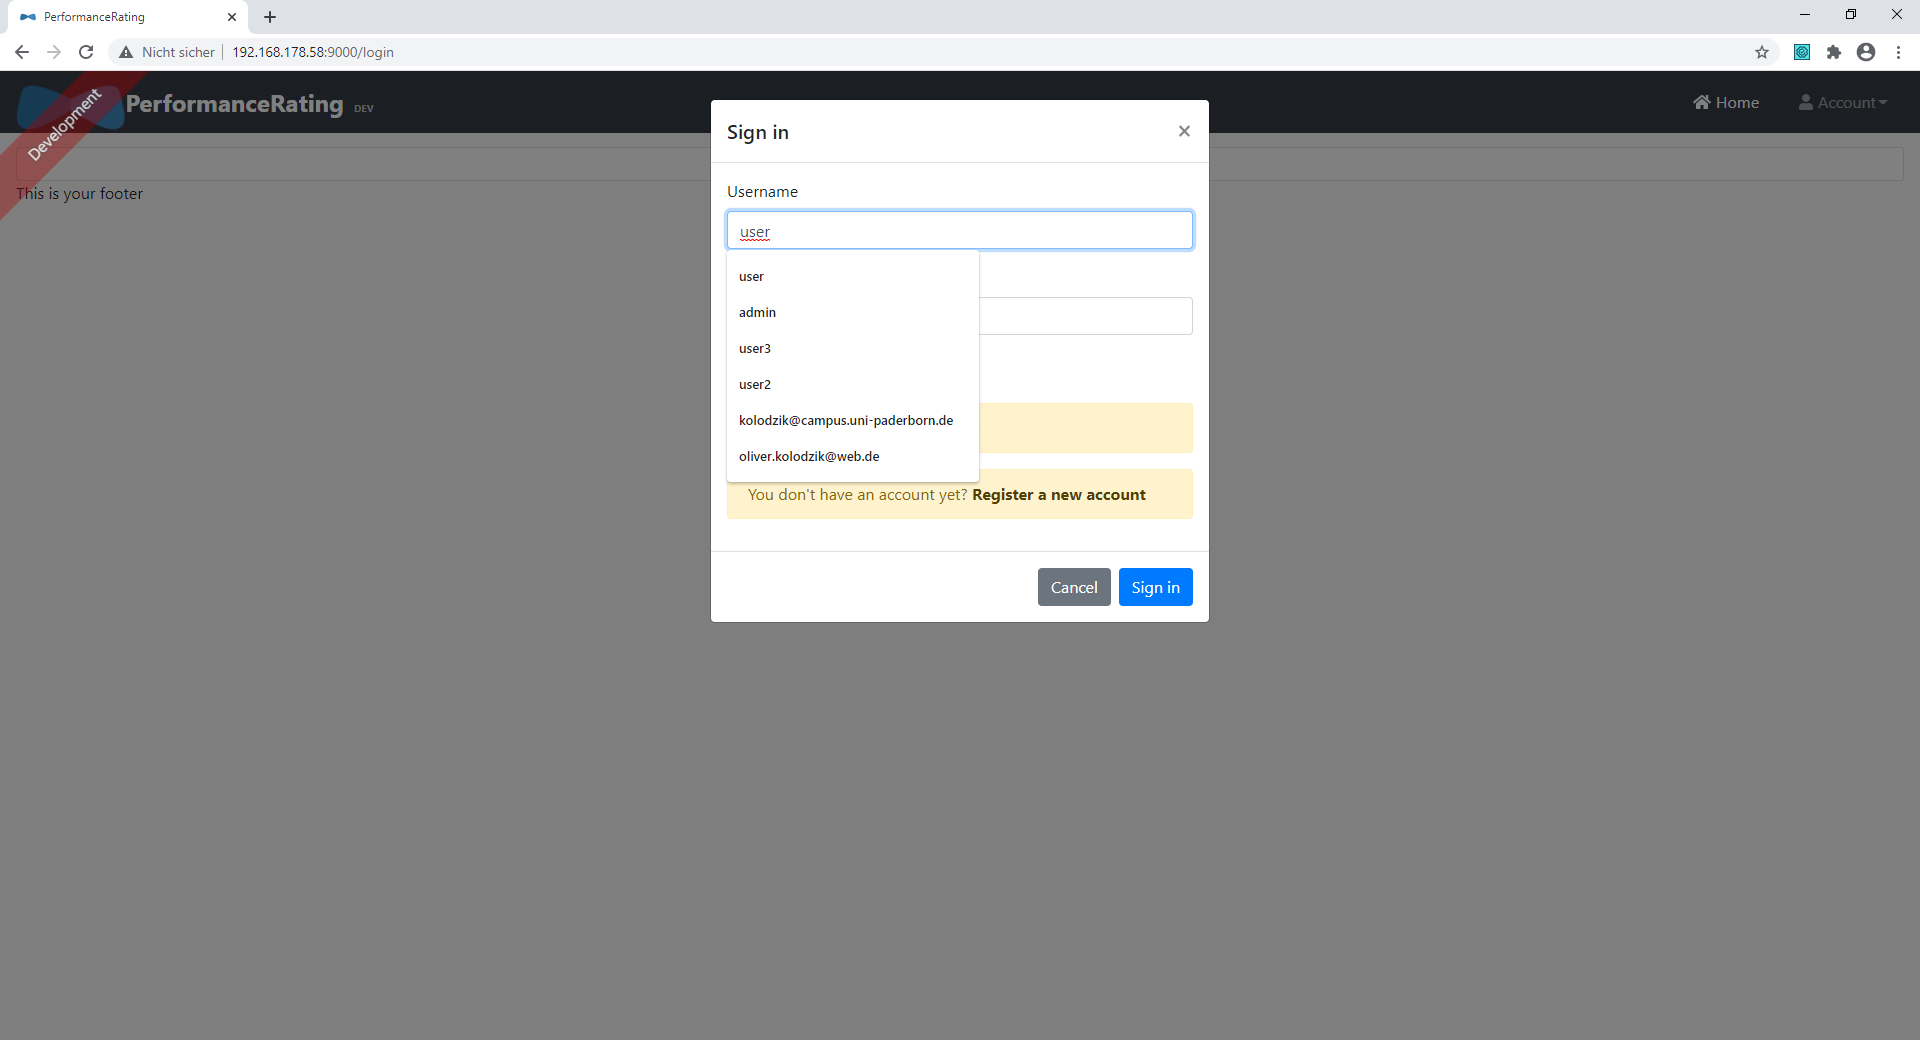 PerformanceRating
Nicht sicher 192.168.178.58:9000/login
Development
PerformanceRating DEV
Home
Account
This is your footer
Sign in
Username
user
user
admin
user3
user2
kolodzik@campus.uni-paderborn.de
oliver.kolodzik@web.de
You don't have an account yet? Register a new account
Cancel
Sign in